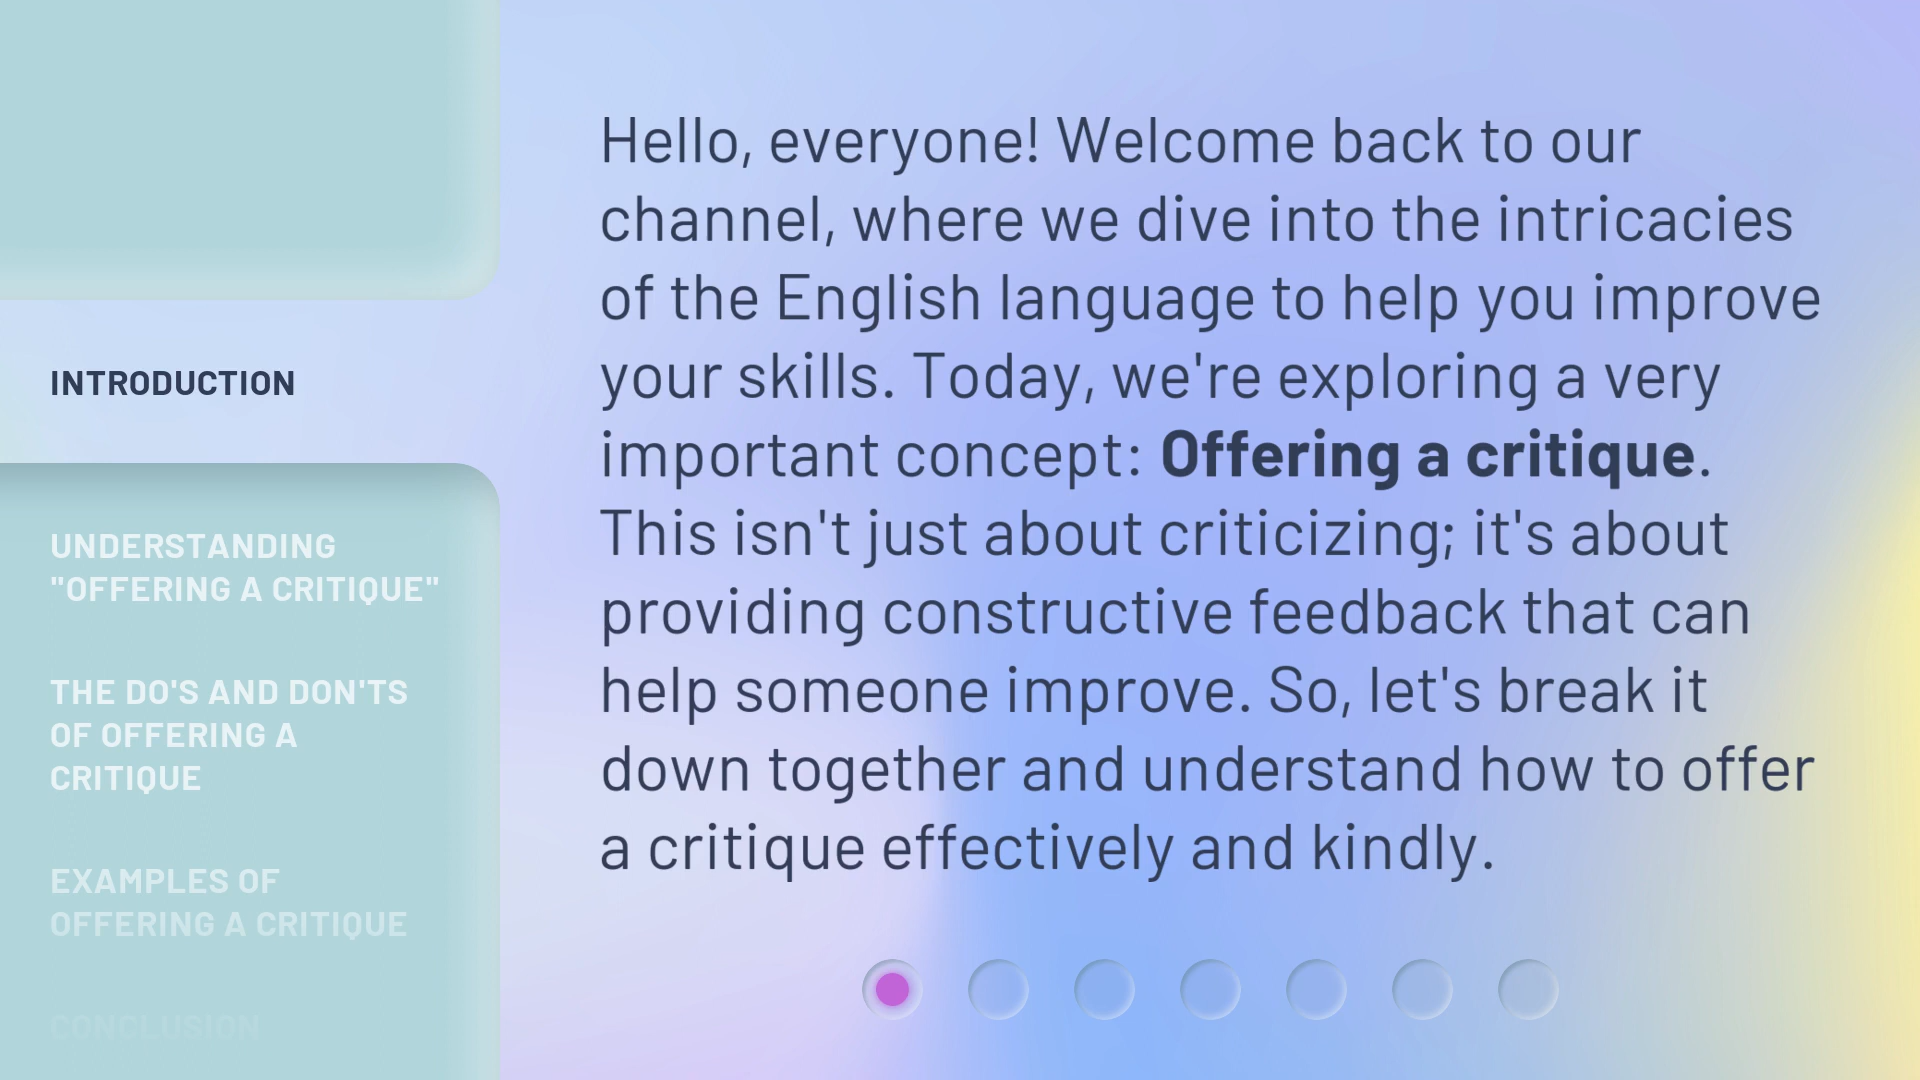 INTRODUCTION
UNDERSTANDING
"OFFERING A CRITIQUE"
THE DO'S AND DON'TS
OF OFFERING A
CRITIQUE
EXAMPLES OF
OFFERING A CRITIQUE
CONCLUSION
Hello, everyone! Welcome back to our
channel, where we dive into the intricacies
of the English language to help you improve
your skills. Today, we're exploring a very
important concept: Offering a critique.
This isn't just about criticizing; it's about
providing constructive feedback that can
help someone improve. So, let's break it
down together and understand how to offer
a critique effectively and kindly.